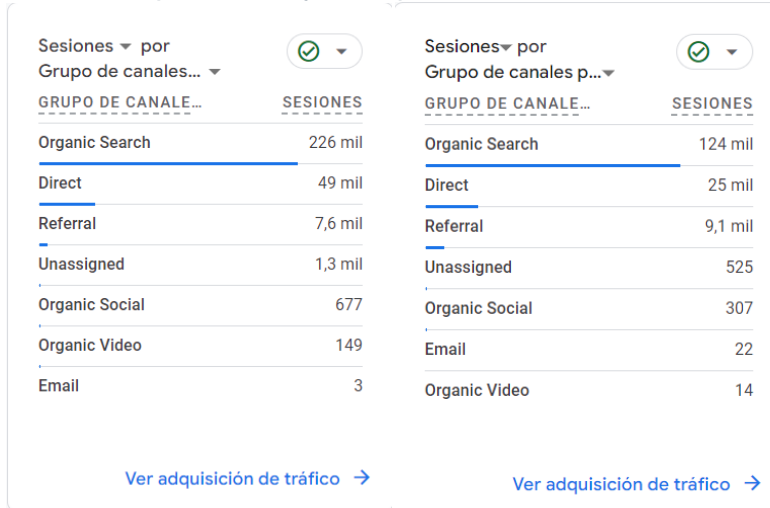 Sesiones por
Grupo de canales...
GRUPO DE CANALE... SESIONES
Organic Search 226 mil
Direct 49 mil
Referral 7,6 mil
Unassigned 1,3 mil
Organic Social 677
Organic Video 149
Email 3
Ver adquisición de tráfico →
Sesiones por
Grupo de canales p...
GRUPO DE CANALE... SESIONES
Organic Search 124 mil
Direct 25 mil
Referral 9,1 mil
Unassigned 525
Organic Social 307
Email 22
Organic Video 14
Ver adquisición de tráfico →